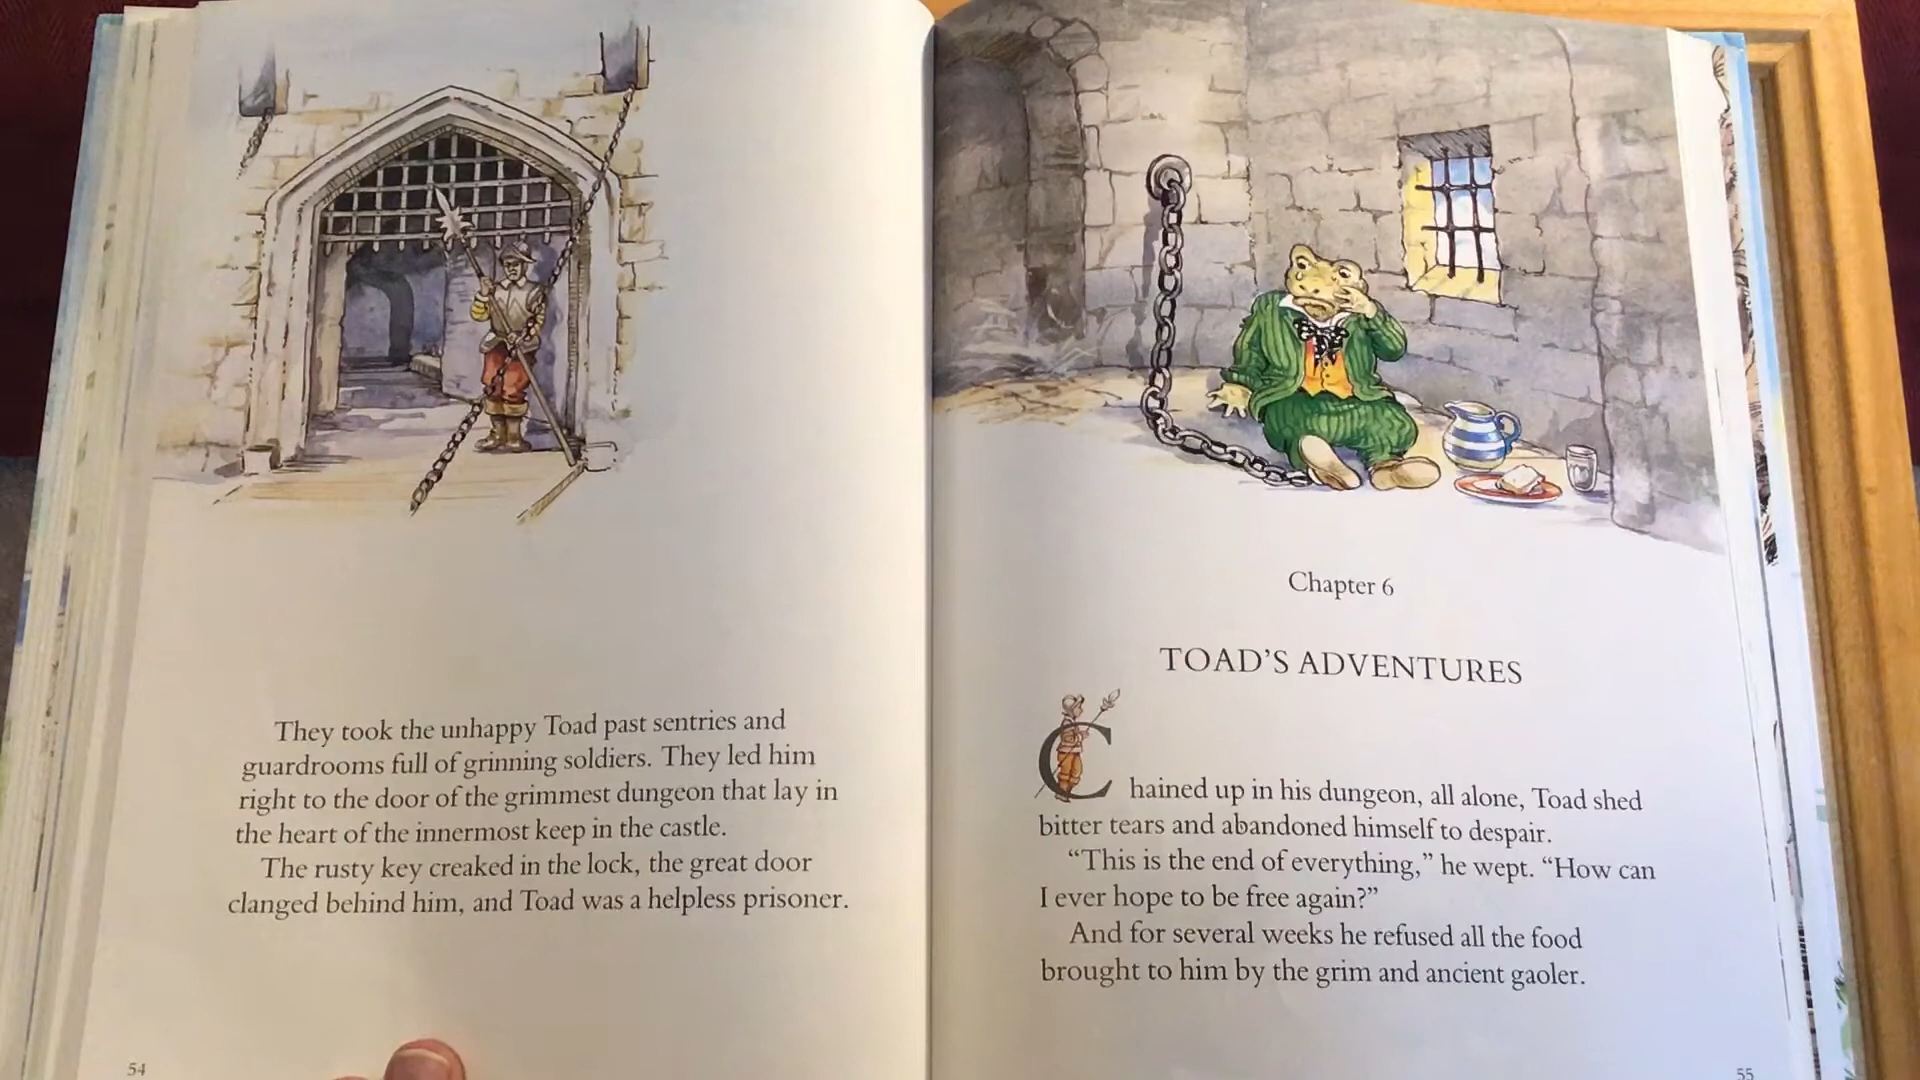 They took the unhappy Toad past sentries and
guardrooms full of grinning soldiers. They led him
right to the door of the grimmest dungeon that lay in
the heart of the innermost keep in the castle.
The rusty key creaked in the lock, the great door
clanged behind him, and Toad was a helpless prisoner.
54
Chapter 6
TOAD’S ADVENTURES
Chained up in his dungeon, all alone, Toad shed
bitter tears and abandoned himself to despair.
“This is the end of everything,” he wept. “How can
I ever hope to be free again?”
And for several weeks he refused all the food
brought to him by the grim and ancient gaoler.
55